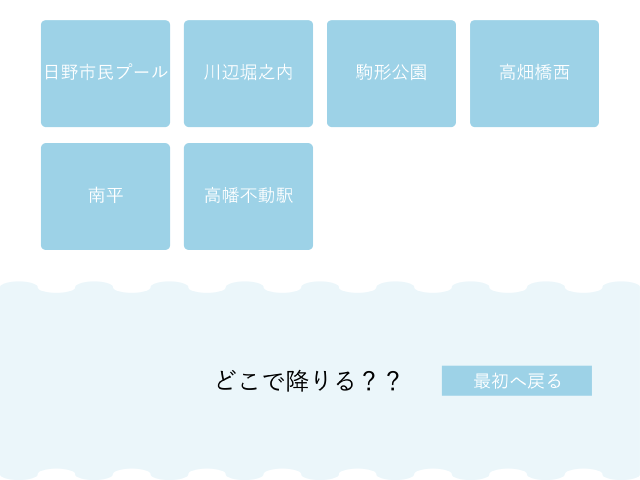 日野市民プール
川辺堀之内
駒形公園
高畑橋西
南平
高幡不動駅
どこで降りる？？
最初へ戻る